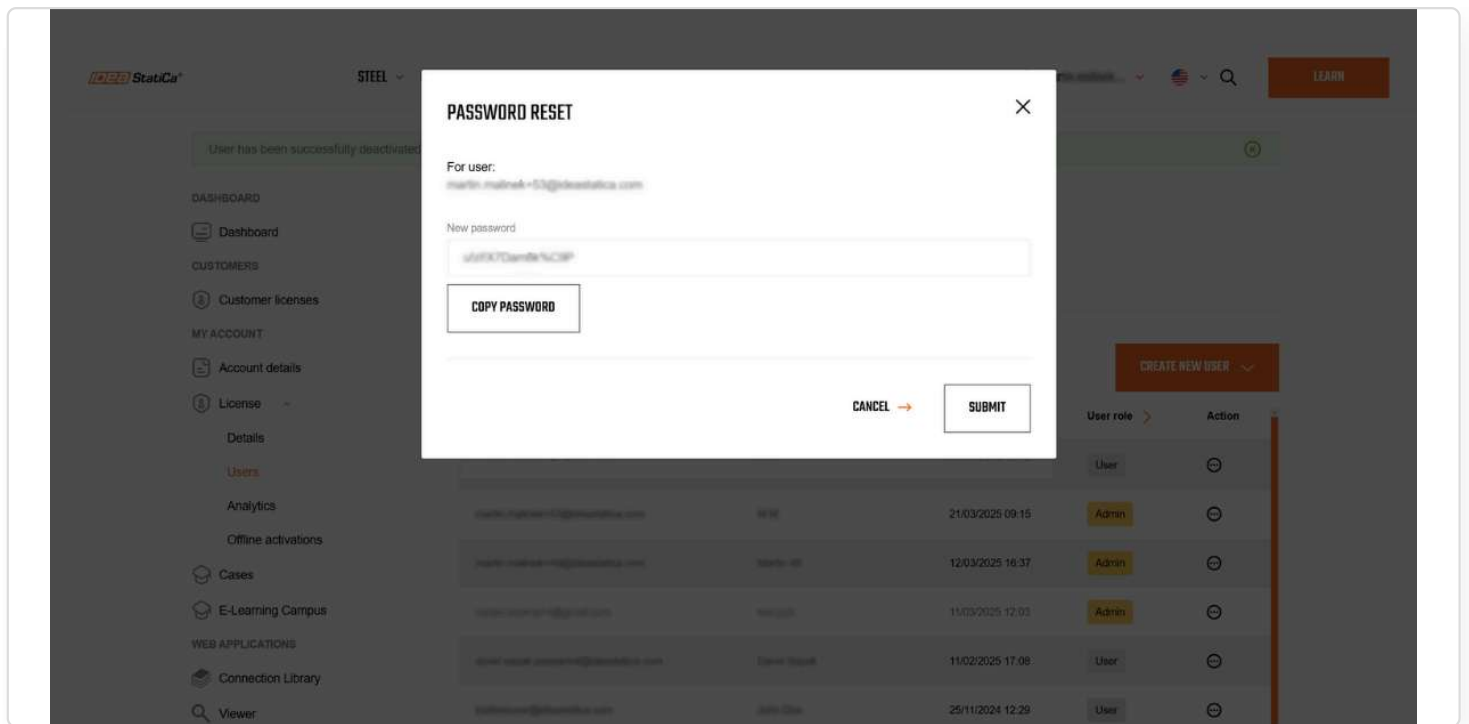 IDEA StatiCa®
STEEL
LEARN
User has been successfully deactivated
PASSWORD RESET
For user:
New password
COPY PASSWORD
CANCEL → SUBMIT
DASHBOARD
Dashboard
CUSTOMERS
Customer licenses
MY ACCOUNT
Account details
License
Details
Users
Analytics
Offline activations
Cases
E-Learning Campus
WEB APPLICATIONS
Connection Library
Viewer
CREATE NEW USER
User role Action
User
21/03/2025 09:15 Admin
12/03/2025 16:37 Admin
11/03/2025 12:03 Admin
11/02/2025 17:08 User
25/11/2024 12:29 User